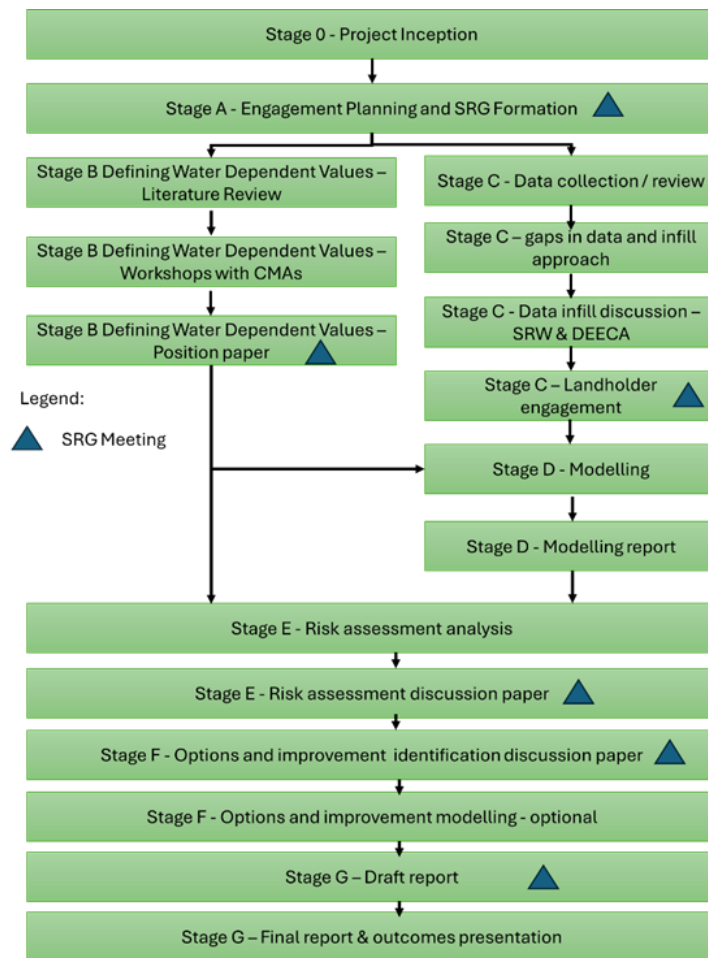 Stage 0 - Project Inception
Stage A - Engagement Planning and SRG Formation
Stage B Defining Water Dependent Values –
Literature Review
Stage B Defining Water Dependent Values –
Workshops with CMAs
Stage B Defining Water Dependent Values –
Position paper
Legend:
SRG Meeting
Stage C - Data collection / review
Stage C – gaps in data and infill
approach
Stage C - Data infill discussion –
SRW & DEECA
Stage C – Landholder
engagement
Stage D - Modelling
Stage D - Modelling report
Stage E - Risk assessment analysis
Stage E - Risk assessment discussion paper
Stage F - Options and improvement identification discussion paper
Stage F - Options and improvement modelling - optional
Stage G – Draft report
Stage G – Final report & outcomes presentation